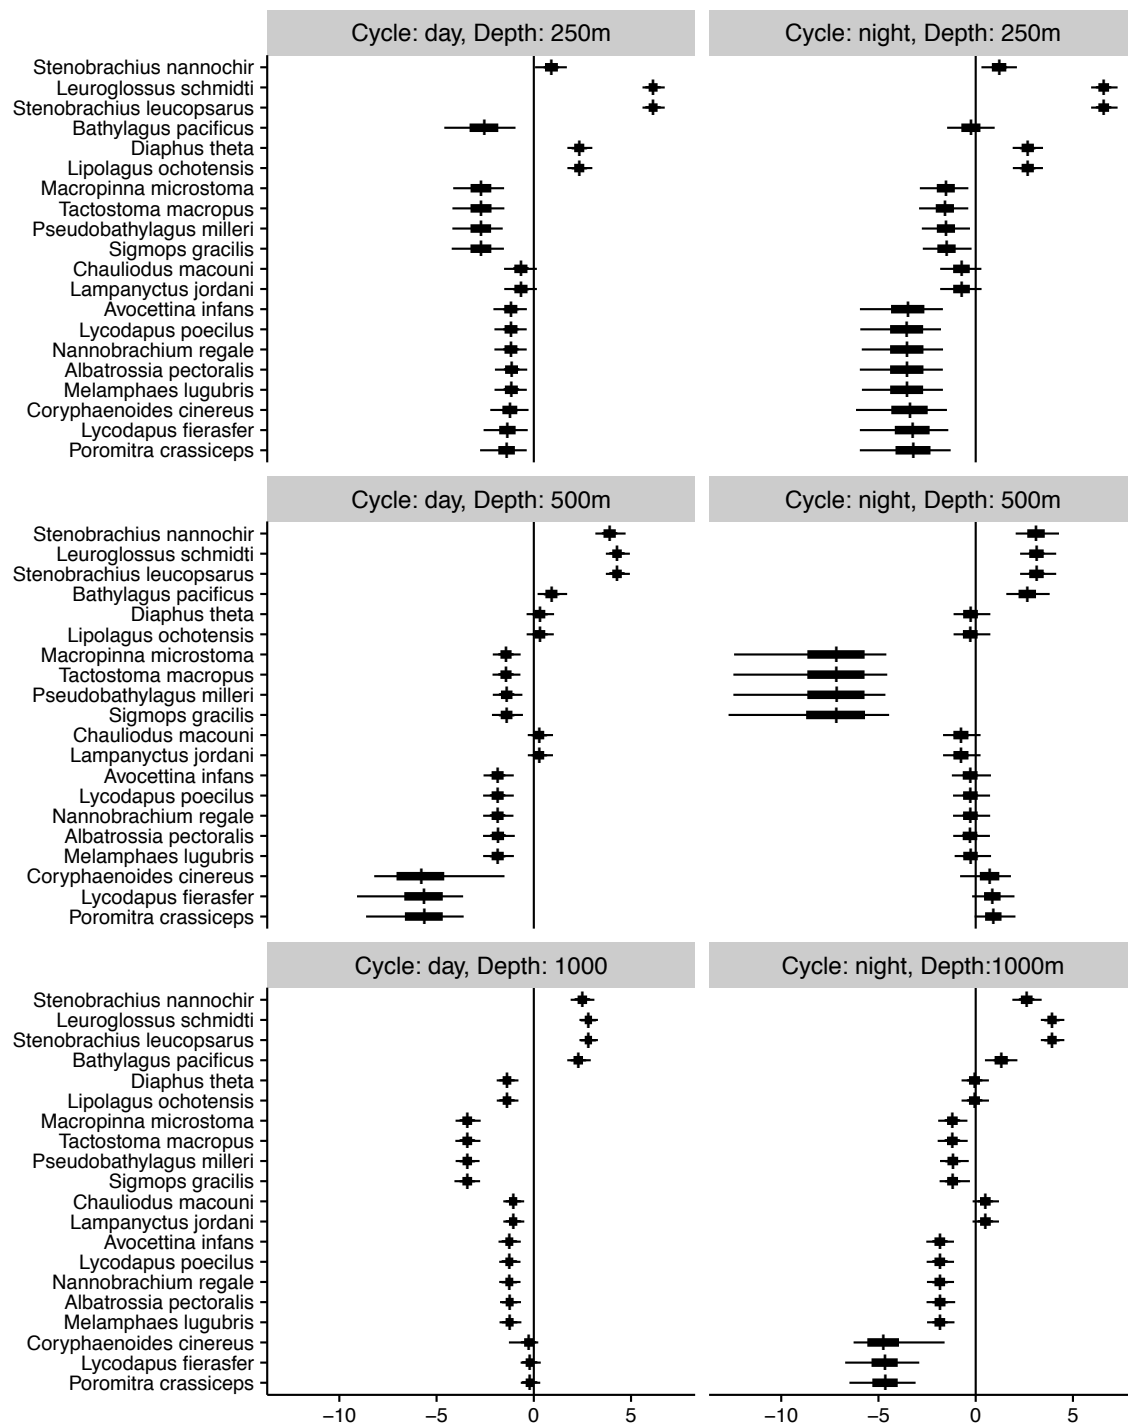 Cycle: day, Depth: 250m Cycle: night, Depth: 250m
Stenobrachius nannochir
Leuroglossus schmidti
Stenobrachius leucopsarus
Bathylagus pacificus
Diaphus theta
Lipolagus ochotensis
Macropinna microstoma
Tactostoma macropus
Pseudobathylagus milleri
Sigmops gracilis
Chauliodus macouni
Lampanyctus jordani
Avocettina infans
Lycodapus poecilus
Nannobrachium regale
Albatrossia pectoralis
Melamphaes lugubris
Coryphaenoides cinereus
Lycodapus fierasfer
Poromitra crassiceps
Cycle: day, Depth: 500m Cycle: night, Depth: 500m
Stenobrachius nannochir
Leuroglossus schmidti
Stenobrachius leucopsarus
Bathylagus pacificus
Diaphus theta
Lipolagus ochotensis
Macropinna microstoma
Tactostoma macropus
Pseudobathylagus milleri
Sigmops gracilis
Chauliodus macouni
Lampanyctus jordani
Avocettina infans
Lycodapus poecilus
Nannobrachium regale
Albatrossia pectoralis
Melamphaes lugubris
Coryphaenoides cinereus
Lycodapus fierasfer
Poromitra crassiceps
Cycle: day, Depth: 1000 Cycle: night, Depth:1000m
Stenobrachius nannochir
Leuroglossus schmidti
Stenobrachius leucopsarus
Bathylagus pacificus
Diaphus theta
Lipolagus ochotensis
Macropinna microstoma
Tactostoma macropus
Pseudobathylagus milleri
Sigmops gracilis
Chauliodus macouni
Lampanyctus jordani
Avocettina infans
Lycodapus poecilus
Nannobrachium regale
Albatrossia pectoralis
Melamphaes lugubris
Coryphaenoides cinereus
Lycodapus fierasfer
Poromitra crassiceps
−10 −5 0 5 −10 −5 0 5